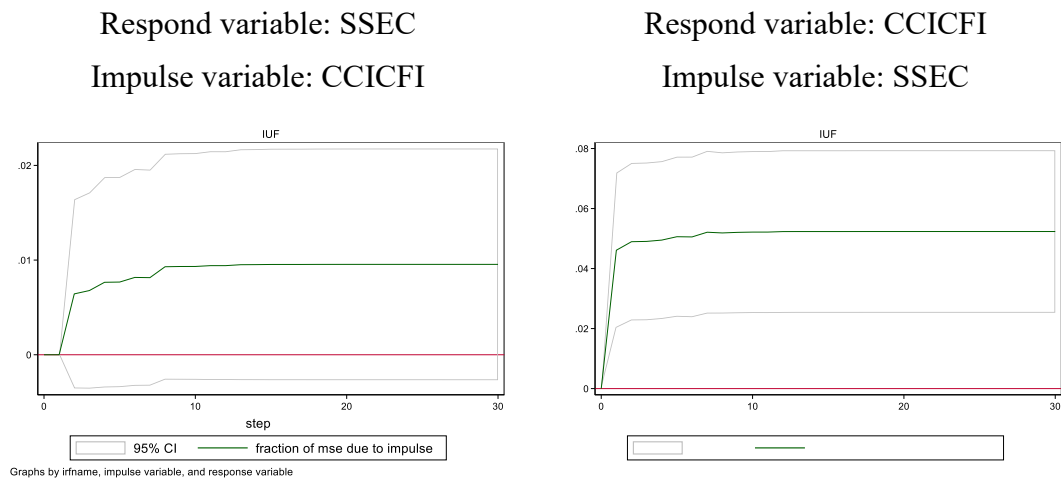 Respond variable: SSEC
Impulse variable: CCICFI
IUF
.02
.01
0
0
10
20
30
step
95% CI
fraction of mse due to impulse
Graphs by irfname, impulse variable, and response variable
Respond variable: CCICFI
Impulse variable: SSEC
IUF
.08
.06
.04
.02
0
0
10
20
30